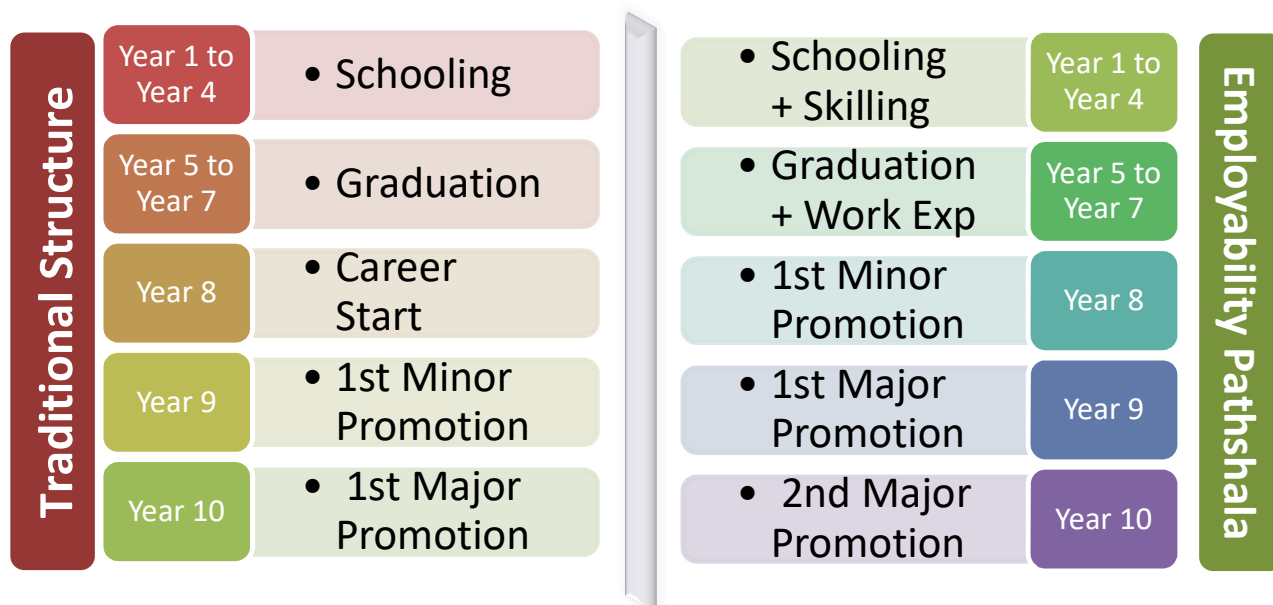 Traditional Structure
Year 1 to
Year 4
• Schooling
Year 5 to
Year 7
• Graduation
Year 8
• Career
Start
Year 9
• 1st Minor
Promotion
Year 10
• 1st Major
Promotion
• Schooling
+ Skilling
Year 1 to
Year 4
• Graduation
+ Work Exp
Year 5 to
Year 7
• 1st Minor
Promotion
Year 8
• 1st Major
Promotion
Year 9
• 2nd Major
Promotion
Year 10
Employability Pathshala